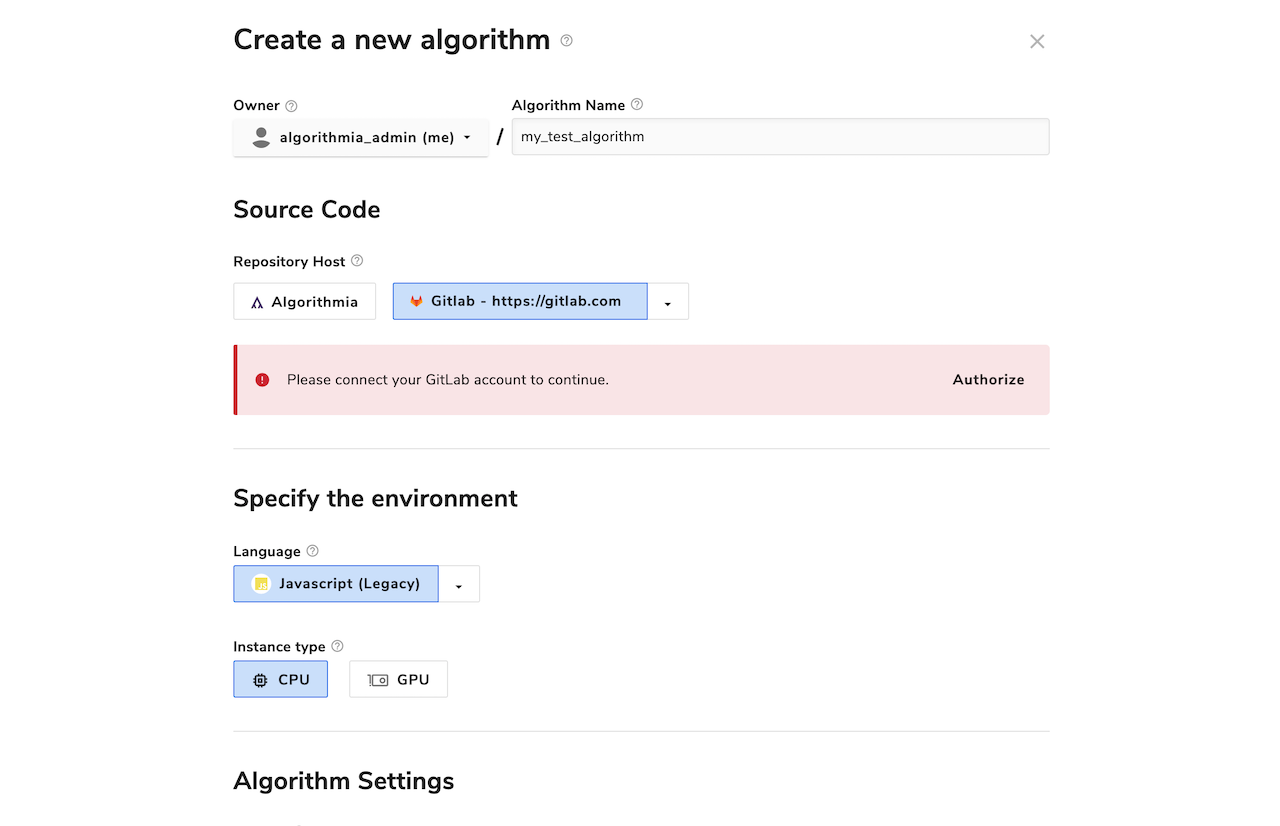 Create a new algorithm
Owner
Algorithm Name
algorithmia_admin (me) / my_test_algorithm
Source Code
Repository Host
Algorithmia
Gitlab - https://gitlab.com
Please connect your GitLab account to continue.
Authorize
Specify the environment
Language
JS Javascript (Legacy)
Instance type
CPU
GPU
Algorithm Settings